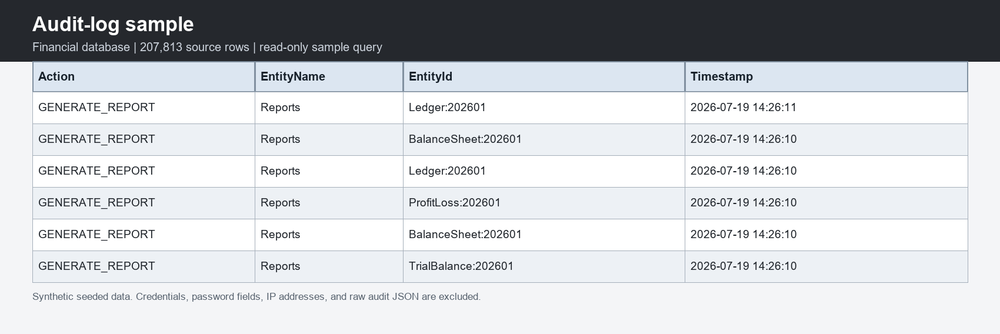 Audit-log sample
Financial database | 207,813 source rows | read-only sample query
Action EntityName EntityId Timestamp
GENERATE_REPORT Reports Ledger:202601 2026-07-19 14:26:11
GENERATE_REPORT Reports BalanceSheet:202601 2026-07-19 14:26:10
GENERATE_REPORT Reports Ledger:202601 2026-07-19 14:26:10
GENERATE_REPORT Reports ProfitLoss:202601 2026-07-19 14:26:10
GENERATE_REPORT Reports BalanceSheet:202601 2026-07-19 14:26:10
GENERATE_REPORT Reports TrialBalance:202601 2026-07-19 14:26:10
Synthetic seeded data. Credentials, password fields, IP addresses, and raw audit JSON are excluded.